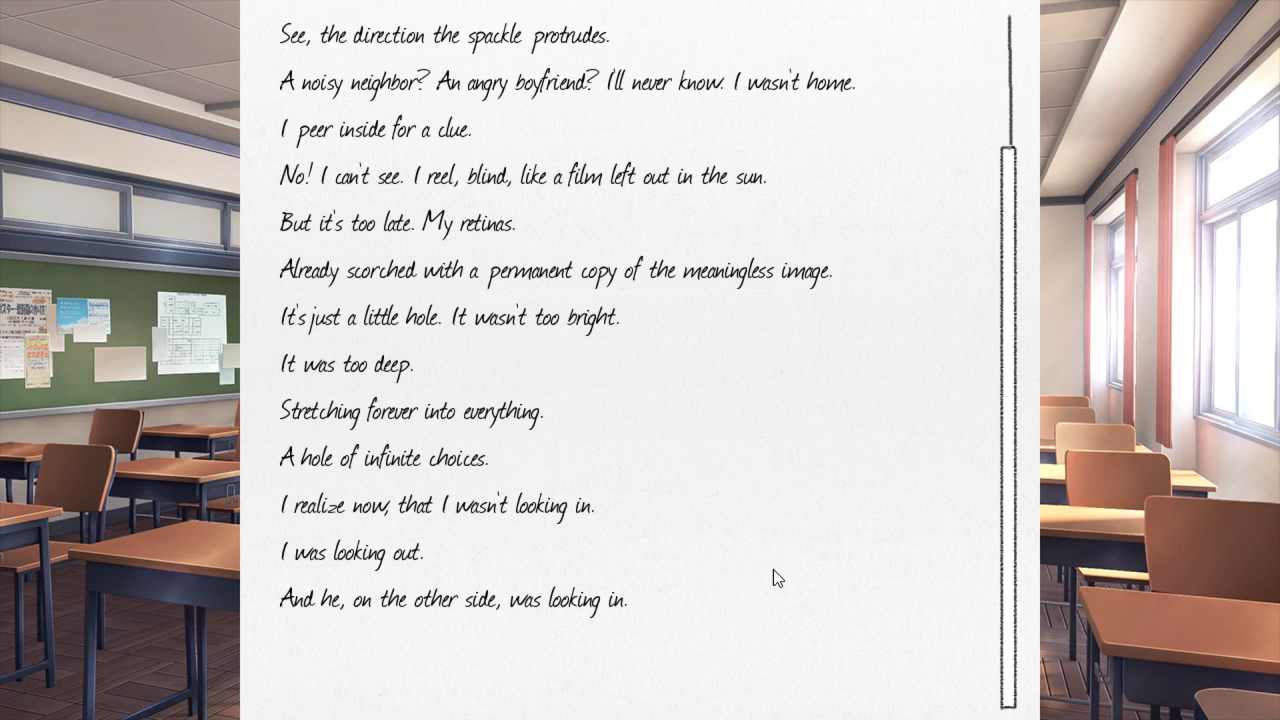 See, the direction the spackle protrudes.
A noisy neighbor? An angry boyfriend? I'll never know. I wasn't home.
I peer inside for a clue.
No! I can't see. I reel, blind, like a film left out in the sun.
But it's too late. My retinas.
Already scorched with a permanent copy of the meaningless image.
It's just a little hole. It wasn't too bright.
It was too deep.
Stretching forever into everything.
A hole of infinite choices.
I realize now, that I wasn't looking in.
I was looking out.
And he, on the other side, was looking in.